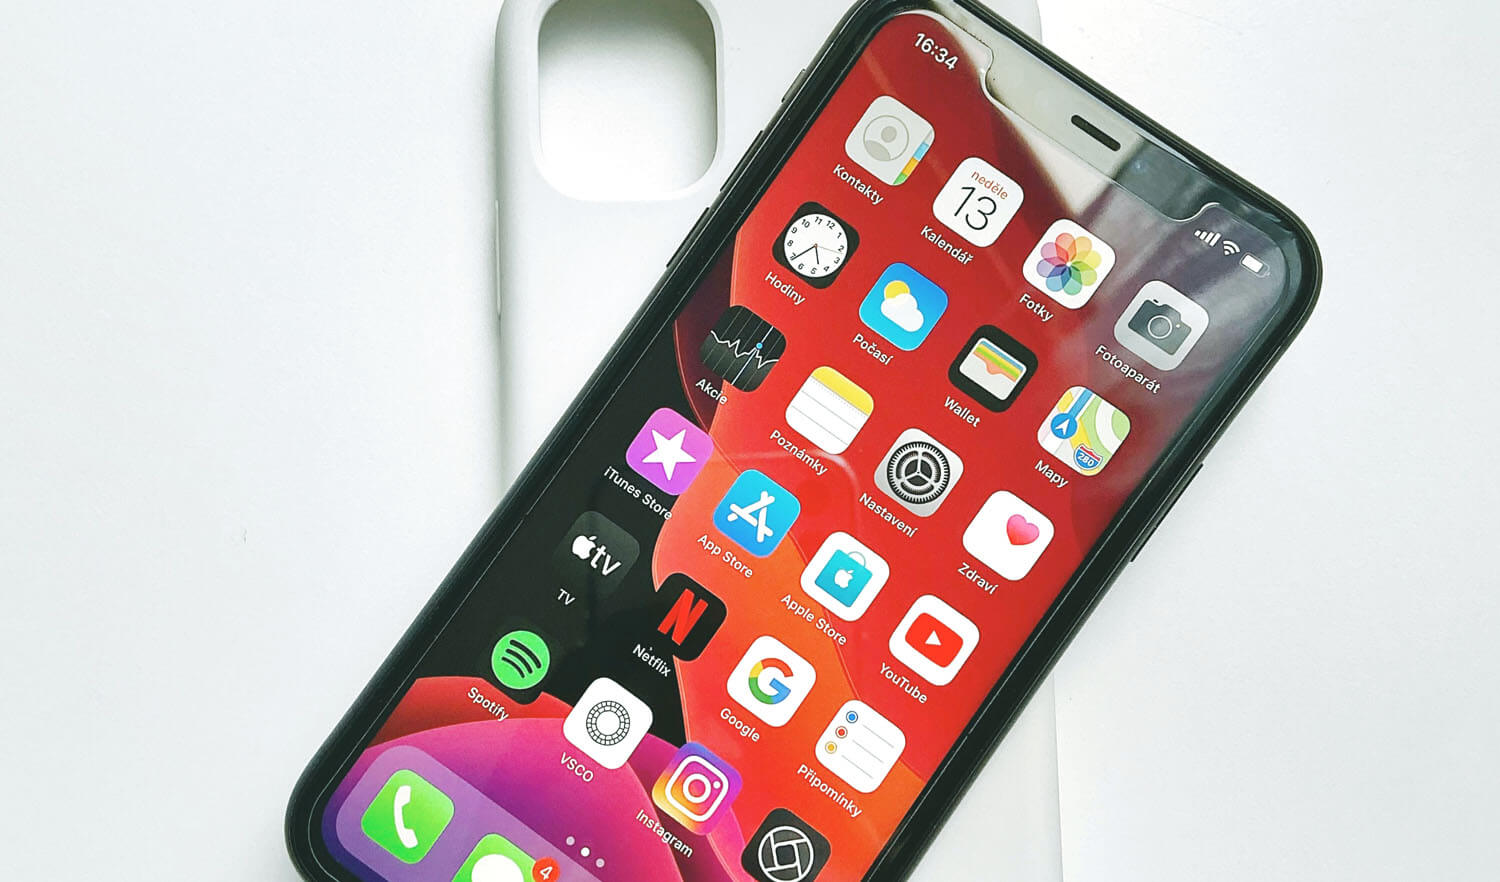 16:34
Kontakty
neděle
13
Kalendář
Fotky
Fotoaparát
Hodiny
Počasí
Wallet
280
Mapy
Akcie
Poznámky
Nastavení
Zdraví
iTunes Store
App Store
Apple Store
YouTube
tv
TV
N
Netflix
G
Google
Připomínky
Spotify
VSCO
Instagram
4